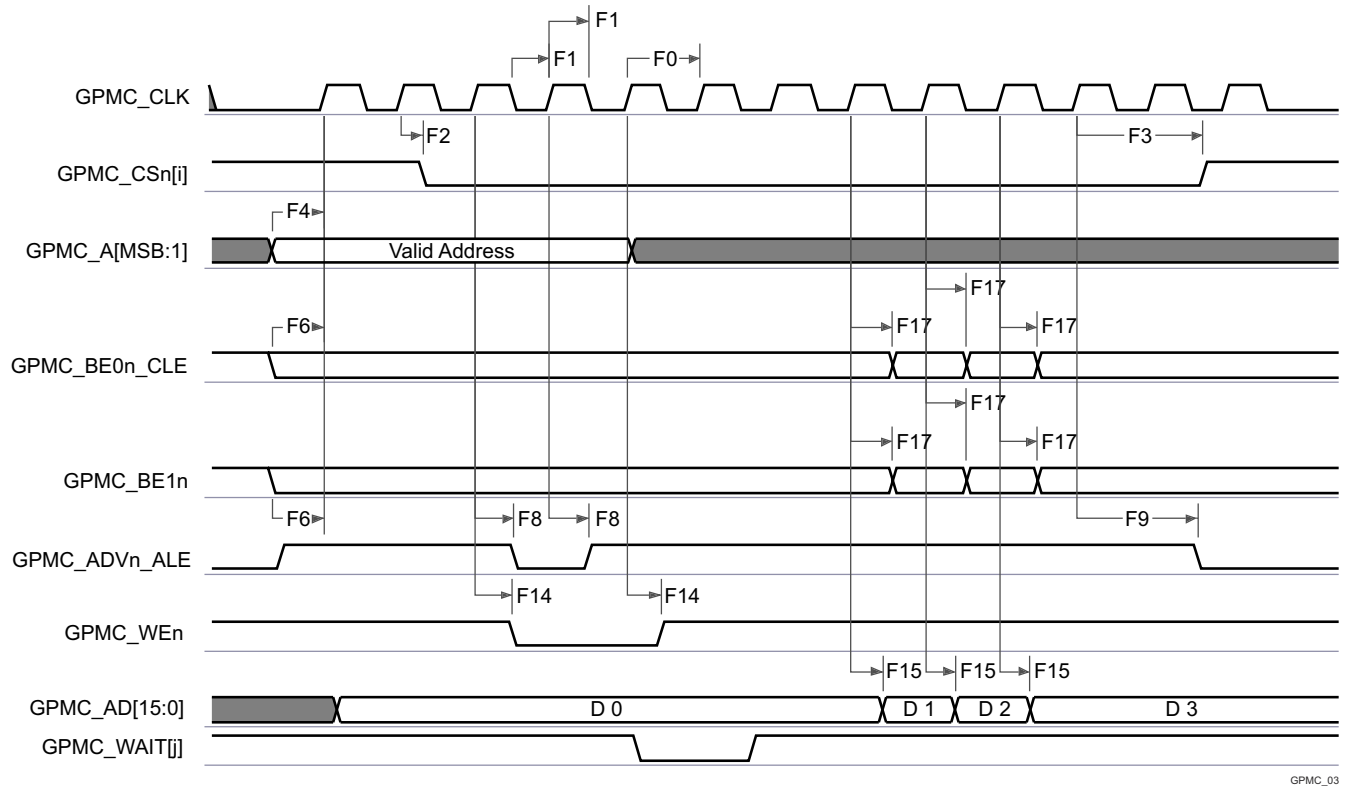 F1
F1
F0
GPMC_CLK
F2
F3
GPMC_CSn[i]
F4
GPMC_A[MSB:1]
Valid Address
F17
F6
F17
F17
GPMC_BE0n_CLE
F17
F17
F17
GPMC_BE1n
F6
F8
F8
F9
GPMC_ADVn_ALE
F14
F14
GPMC_WEn
F15
F15
F15
GPMC_AD[15:0]
D 0
D 1
D 2
D 3
GPMC_WAIT[j]
GPMC_03